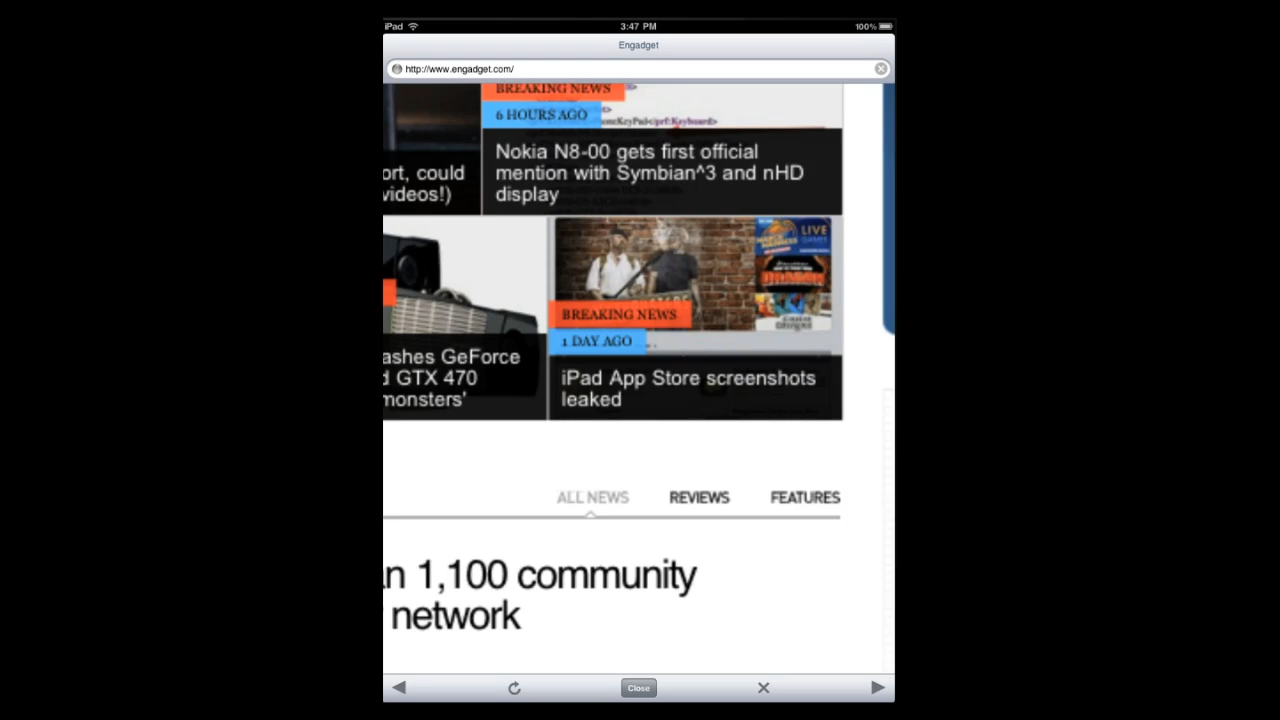 iPad
3:47 PM
100%
Engadget
http://www.engadget.com/
BREAKING NEWS
6 HOURS AGO
Nokia N8-00 gets first official
mention with Symbian^3 and nHD
display
ort, could
videos!)
LIVE
BREAKING NEWS
1 DAY AGO
iPad App Store screenshots
leaked
ashes GeForce
d GTX 470
monsters'
ALL NEWS
REVIEWS
FEATURES
n 1,100 community
network
Close